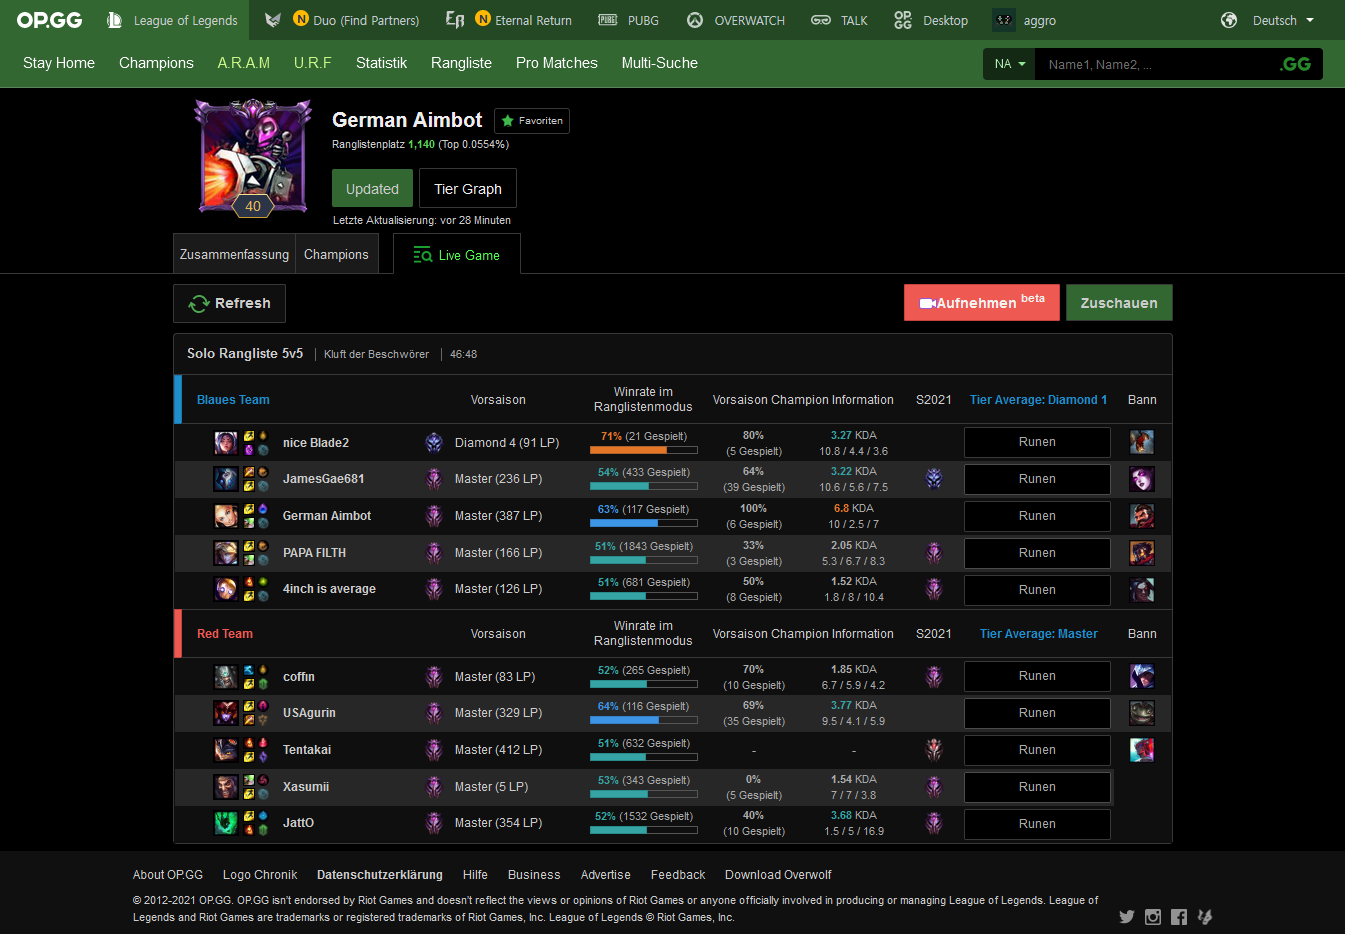 OP.GG League of Legends Duo (Find Partners) Eternal Return PUBG OVERWATCH TALK Desktop aggro Deutsch
Stay Home Champions A.R.A.M U.R.F Statistik Rangliste Pro Matches Multi-Suche NA Name1, Name2, ... .GG
German Aimbot Favoriten
Ranglistenplatz 1,140 (Top 0.0554%)
Updated Tier Graph
40
Letzte Aktualisierung: vor 28 Minuten
Zusammenfassung Champions Live Game
Refresh Aufnehmen beta Zuschauen
Solo Rangliste 5v5 Kluft der Beschwörer 46:48
Blaues Team Vorsaison Winrate im Ranglistenmodus Vorsaison Champion Information S2021 Tier Average: Diamond 1 Bann
nice Blade2 Diamond 4 (91 LP) 71% (21 Gespielt) 80% (5 Gespielt) 3.27 KDA 10.8 / 4.4 / 3.6 Runen
JamesGae681 Master (236 LP) 54% (433 Gespielt) 64% (39 Gespielt) 3.22 KDA 10.6 / 5.6 / 7.5 Runen
German Aimbot Master (387 LP) 63% (117 Gespielt) 100% (6 Gespielt) 6.8 KDA 10 / 2.5 / 7 Runen
PAPA FILTH Master (166 LP) 51% (1843 Gespielt) 33% (3 Gespielt) 2.05 KDA 5.3 / 6.7 / 8.3 Runen
4inch is average Master (126 LP) 51% (681 Gespielt) 50% (8 Gespielt) 1.52 KDA 1.8 / 8 / 10.4 Runen
Red Team Vorsaison Winrate im Ranglistenmodus Vorsaison Champion Information S2021 Tier Average: Master Bann
coffin Master (83 LP) 52% (265 Gespielt) 70% (10 Gespielt) 1.85 KDA 6.7 / 5.9 / 4.2 Runen
USAgurin Master (329 LP) 64% (116 Gespielt) 69% (35 Gespielt) 3.77 KDA 9.5 / 4.1 / 5.9 Runen
Tentakai Master (412 LP) 51% (632 Gespielt) - - Runen
Xasumii Master (5 LP) 53% (343 Gespielt) 0% (5 Gespielt) 1.54 KDA 7 / 7 / 3.8 Runen
JattO Master (354 LP) 52% (1532 Gespielt) 40% (10 Gespielt) 3.68 KDA 1.5 / 5 / 16.9 Runen
About OP.GG Logo Chronik Datenschutzerklärung Hilfe Business Advertise Feedback Download Overwolf
© 2012-2021 OP.GG. OP.GG isn't endorsed by Riot Games and doesn't reflect the views or opinions of Riot Games or anyone officially involved in producing or managing League of Legends. League of
Legends and Riot Games are trademarks or registered trademarks of Riot Games, Inc. League of Legends © Riot Games, Inc.